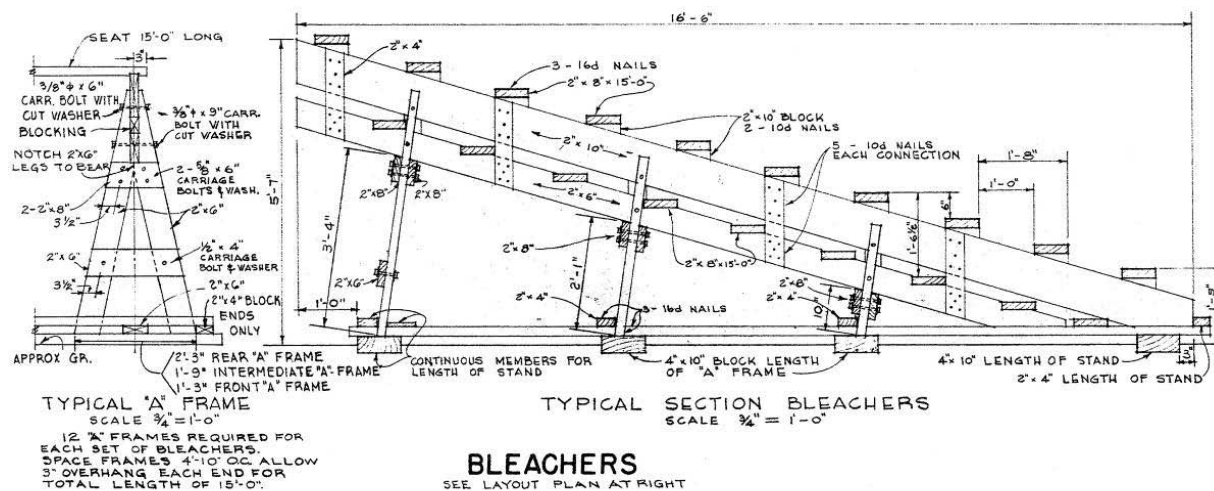 SEAT 15'-0" LONG
3"
3/8" φ x 6"
CARR. BOLT WITH
CUT WASHER
BLOCKING
3/8" φ x 9" CARR.
BOLT WITH
CUT WASHER
NOTCH 2"x6"
LEGS TO BEAR
2-5/8" x 6"
CARRIAGE
BOLTS & WASH.
2-2"x8"
3 1/2"
2"x6"
1/2" x 4"
CARRIAGE
BOLT & WASHER
2"x6"
3 1/2"
2"x6"
2"x4" BLOCK
ENDS
ONLY
APPROX GR.
2'-3" REAR "A" FRAME
1'-9" INTERMEDIATE "A"-FRAME
1'-3" FRONT "A" FRAME
TYPICAL "A" FRAME
SCALE 3/4"=1'-0"
12 "A" FRAMES REQUIRED FOR
EACH SET OF BLEACHERS.
SPACE FRAMES 4'-10" O.C. ALLOW
3" OVERHANG EACH END FOR
TOTAL LENGTH OF 15'-0".
16'-6"
5'-7"
2"x4"
3-16d NAILS
2"x8"x15'-0"
2"x10" BLOCK
2-10d NAILS
5-10d NAILS
EACH CONNECTION
2"x10"
2"x6"
1'-8"
1'-0"
6"
1'-6 1/2"
2"x8"
2"x8"
3'-4"
2"x8"
2'-1"
2"x8"x15'-0"
2"x6"
2"x8"
2"x4"
10"
1'-0"
2"x4"
3-16d NAILS
1'-9"
3"
CONTINUOUS MEMBERS FOR
LENGTH OF STAND
4"x10" BLOCK LENGTH
OF "A" FRAME
4"x10" LENGTH OF STAND
2"x4" LENGTH OF STAND
TYPICAL SECTION BLEACHERS
SCALE 3/4" = 1'-0"
BLEACHERS
SEE LAYOUT PLAN AT RIGHT